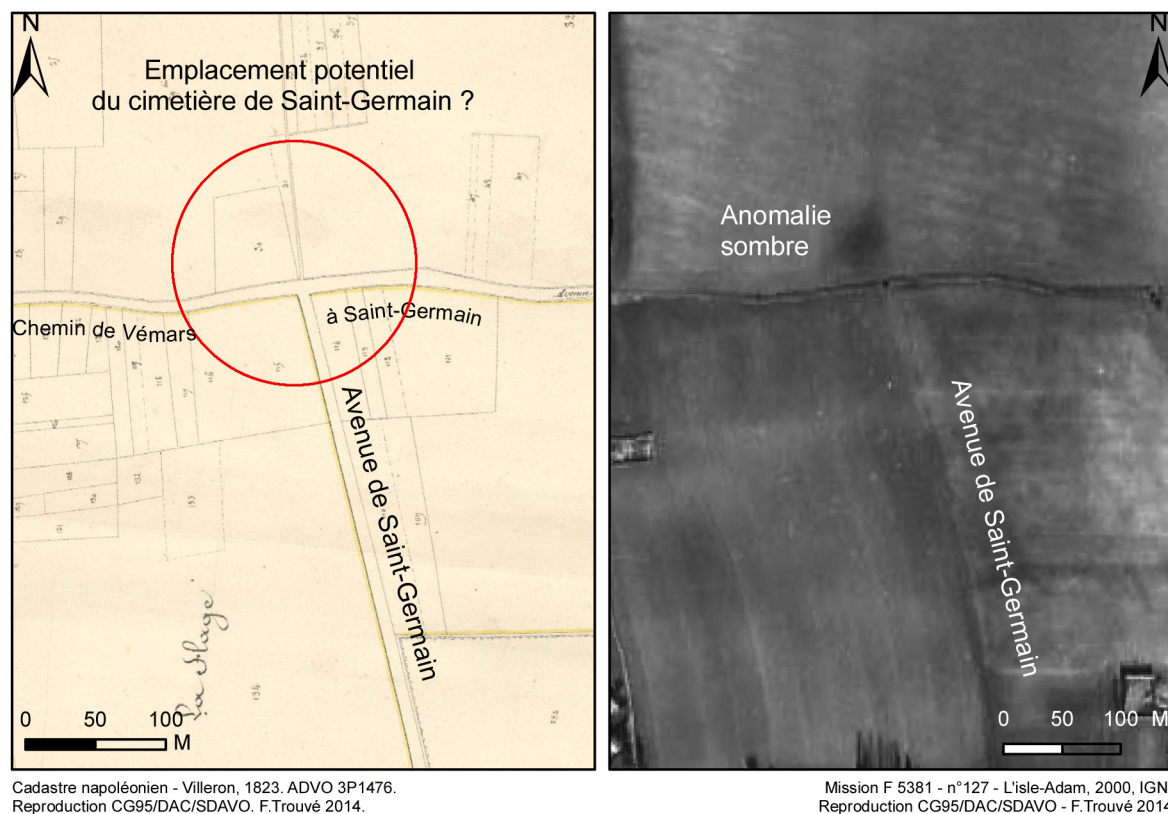 N
Emplacement potentiel
du cimetière de Saint-Germain ?
Chemin de Vémars
à Saint-Germain
Avenue de Saint-Germain
0 50 100
M
Cadastre napoléonien - Villeron, 1823. ADVO 3P1476.
Reproduction CG95/DAC/SDAVO. F.Trouvé 2014.
N
Anomalie
sombre
Avenue de Saint-Germain
0 50 100
M
Mission F 5381 - n°127 - L'isle-Adam, 2000, IGN
Reproduction CG95/DAC/SDAVO - F.Trouvé 2014